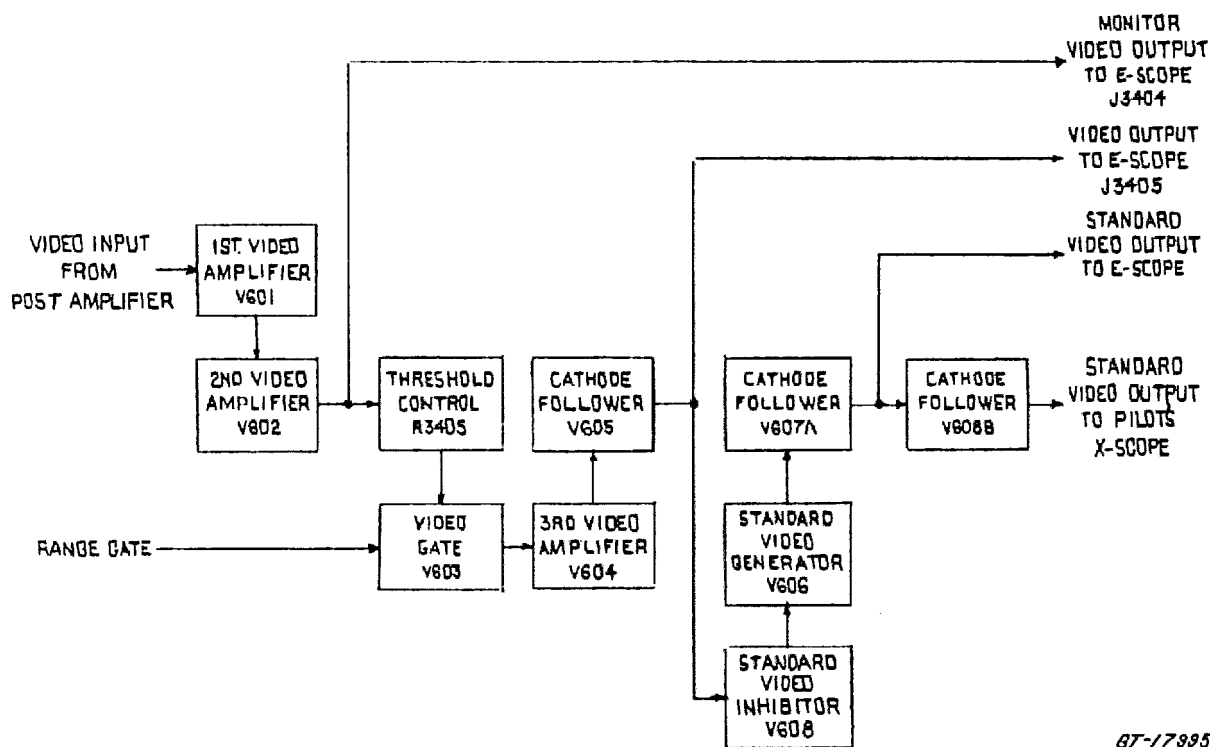 MONITOR
VIDEO OUTPUT
TO E-SCOPE
J3404
VIDEO OUTPUT
TO E-SCOPE
J3405
STANDARD
VIDEO OUTPUT
TO E-SCOPE
VIDEO INPUT
FROM
POST AMPLIFIER
1ST. VIDEO
AMPLIFIER
V601
2ND VIDEO
AMPLIFIER
V602
THRESHOLD
CONTROL
R3405
CATHODE
FOLLOWER
V605
CATHODE
FOLLOWER
V607A
CATHODE
FOLLOWER
V608B
STANDARD
VIDEO OUTPUT
TO PILOTS
X-SCOPE
RANGE GATE
VIDEO
GATE
V603
3RD VIDEO
AMPLIFIER
V604
STANDARD
VIDEO
GENERATOR
V606
STANDARD
VIDEO
INHIBITOR
V608
GT-17995